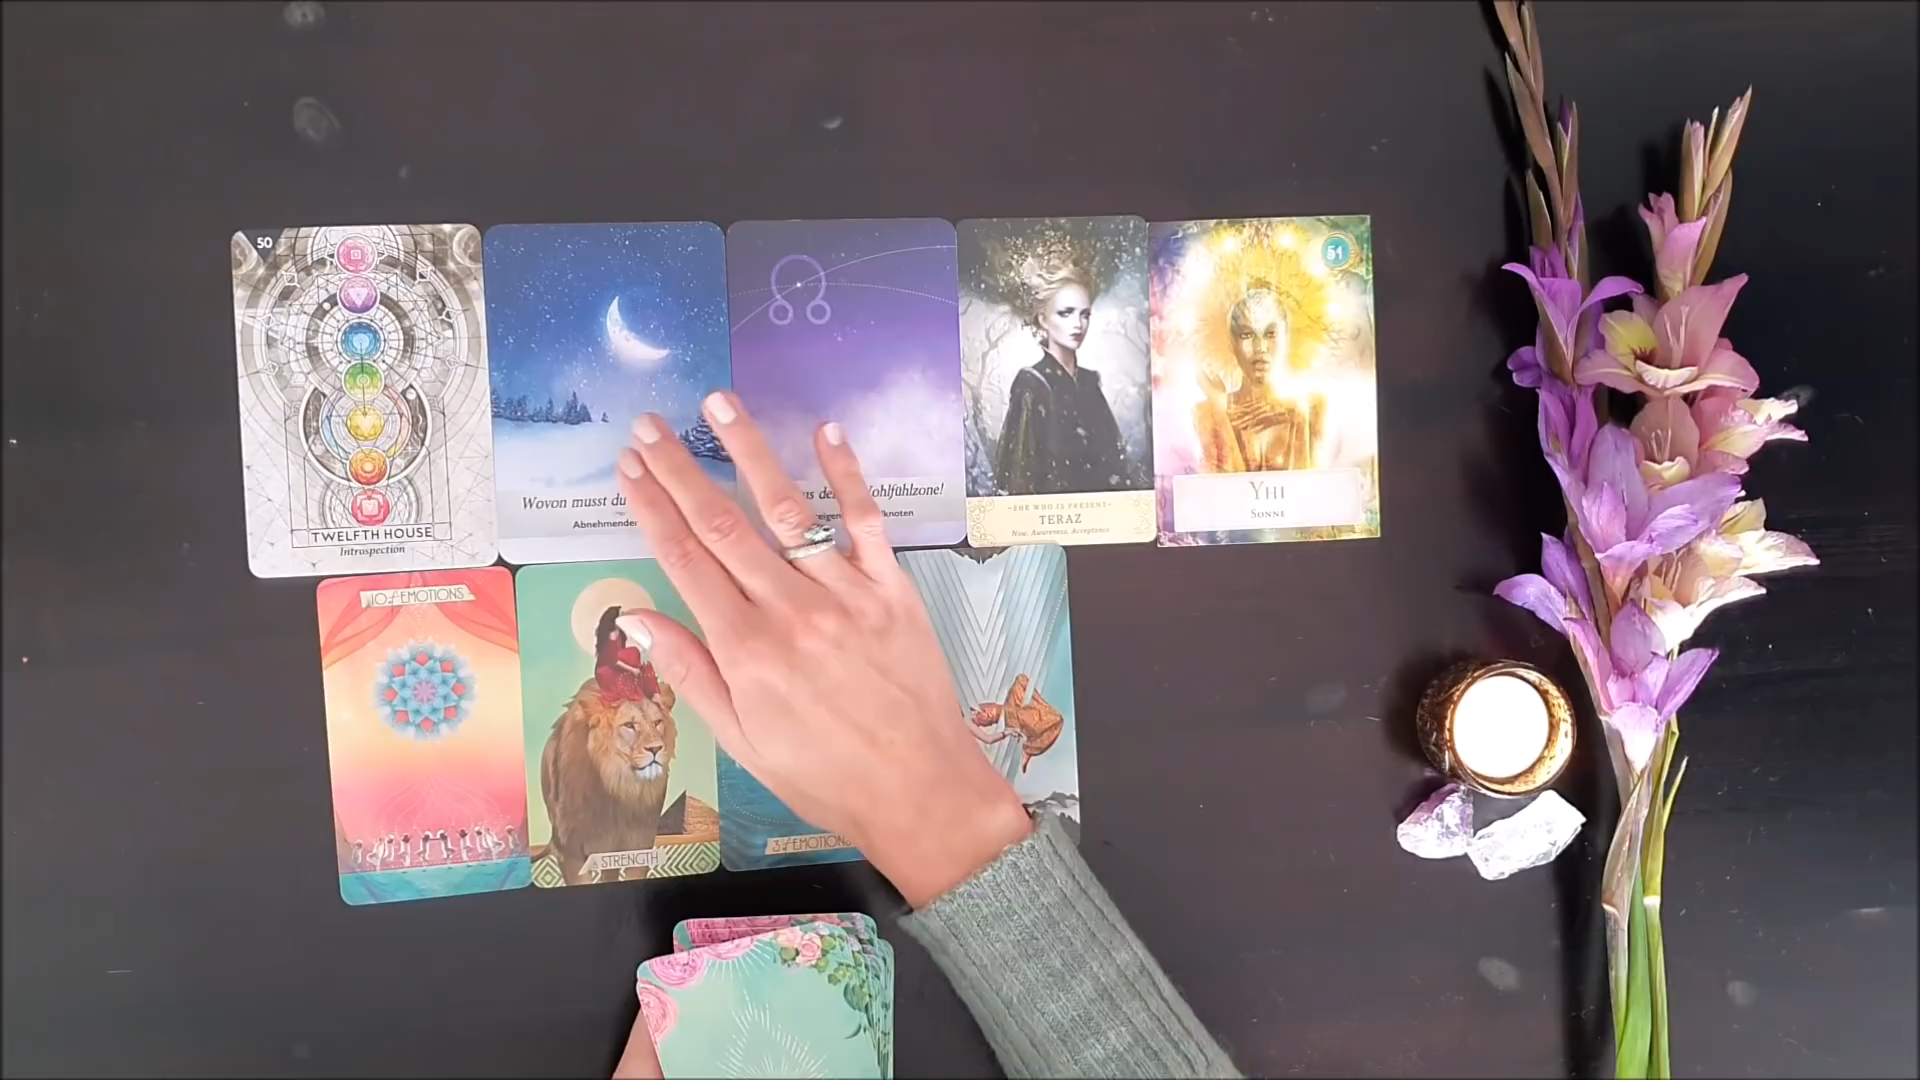 50
TWELFTH HOUSE
Introspection
Wovon musst du
Abnehmender
Wohlfühlzone!
knoten
~SHE WHO IS PRESENT~
TERAZ
Now, Awareness, Acceptance
51
YHI
SONNE
10 of EMOTIONS
8 STRENGTH
3 of EMOTIONS